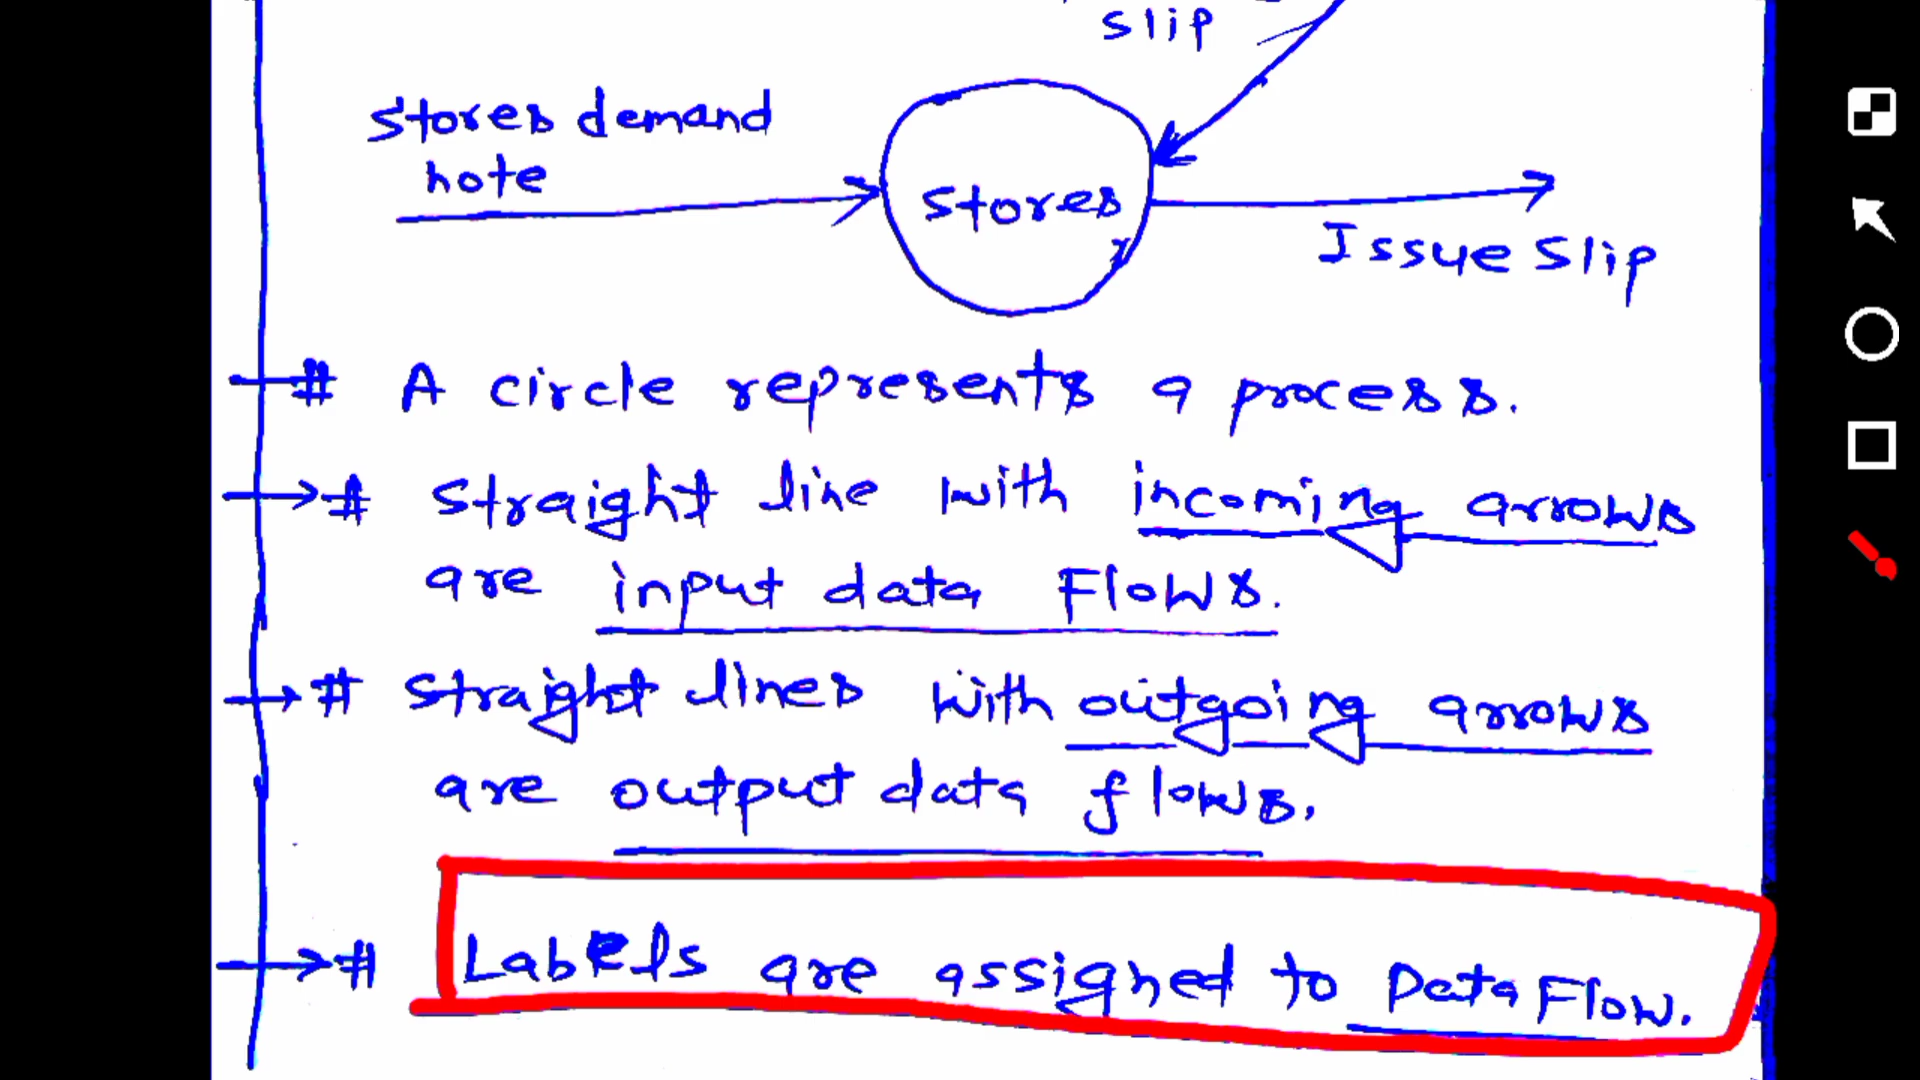 slip
Stores demand
note
Stores
Issue Slip
# A circle represents a process.
# Straight line with incoming arrows
are input data Flows.
# Straight lines with outgoing arrows
are output data flows.
# Labels are assigned to Data Flow.